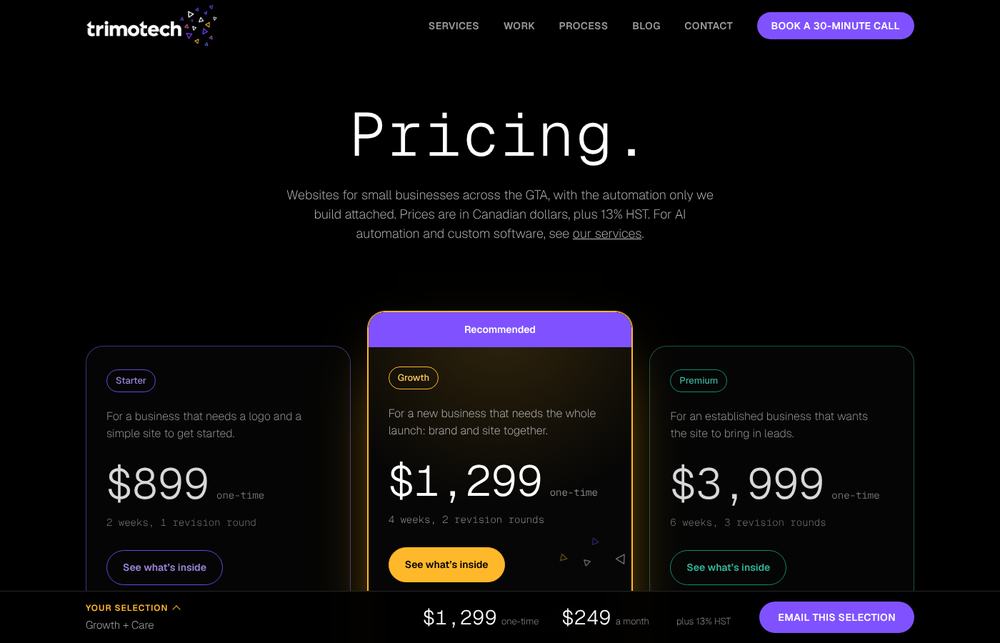 trimotech
SERVICES WORK PROCESS BLOG CONTACT BOOK A 30-MINUTE CALL
Pricing.
Websites for small businesses across the GTA, with the automation only we
build attached. Prices are in Canadian dollars, plus 13% HST. For AI
automation and custom software, see our services.
Recommended
Starter
For a business that needs a logo and a
simple site to get started.
$899 one-time
2 weeks, 1 revision round
See what's inside
Growth
For a new business that needs the whole
launch: brand and site together.
$1,299 one-time
4 weeks, 2 revision rounds
See what's inside
Premium
For an established business that wants
the site to bring in leads.
$3,999 one-time
6 weeks, 3 revision rounds
See what's inside
YOUR SELECTION
Growth + Care
$1,299 one-time $249 a month plus 13% HST
EMAIL THIS SELECTION